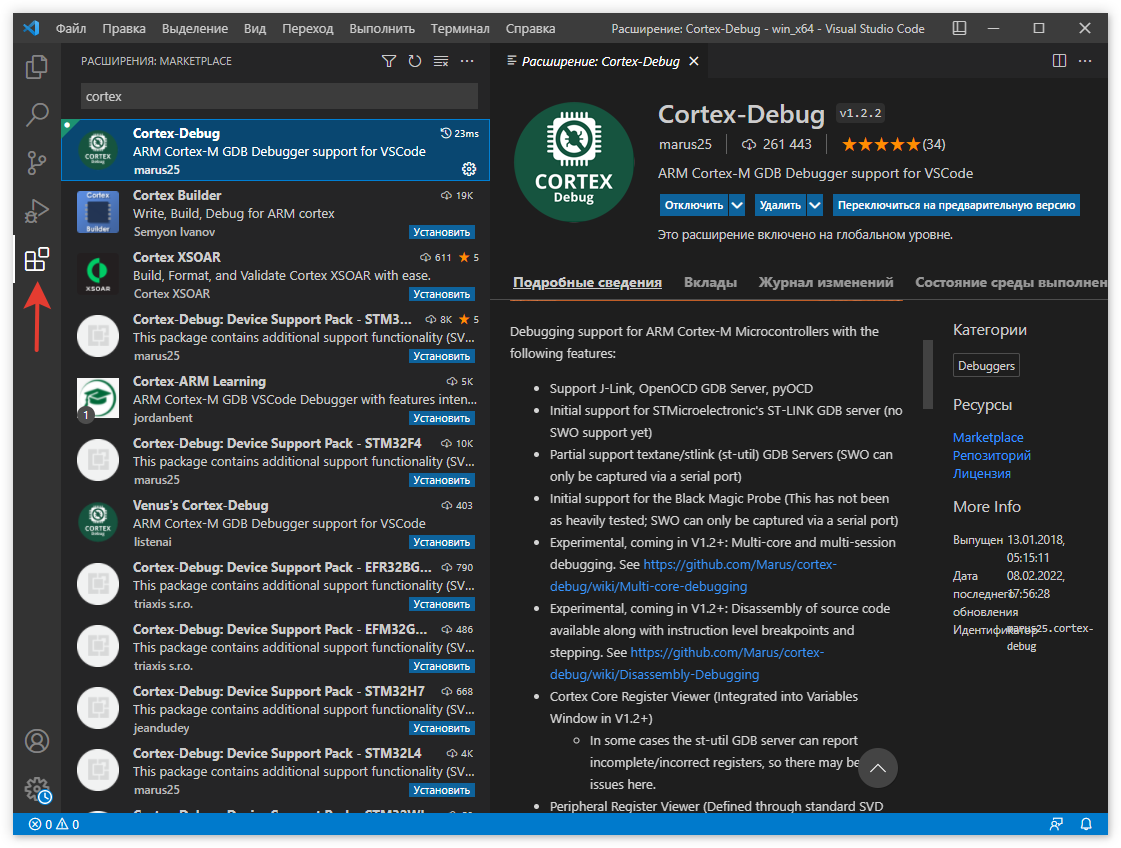 Файл Правка Выделение Вид Переход Выполнить Терминал Справка
Расширение: Cortex-Debug - win_x64 - Visual Studio Code
РАСШИРЕНИЯ: MARKETPLACE
cortex
CORTEX
Debug
Cortex-Debug 23ms
ARM Cortex-M GDB Debugger support for VSCode
marus25
Cortex
Builder
Cortex Builder 19K
Write, Build, Debug for ARM cortex
Semyon Ivanov Установить
XSOAR
Cortex XSOAR 611 ★ 5
Build, Format, and Validate Cortex XSOAR with ease.
Cortex XSOAR Установить
Cortex-Debug: Device Support Pack - STM3... 8K ★ 5
This package contains additional support functionality (SV...
marus25 Установить
1
Cortex-ARM Learning 5K
ARM Cortex-M GDB VSCode Debugger with features inten...
jordanbent Установить
Cortex-Debug: Device Support Pack - STM32F4 10K
This package contains additional support functionality (SV...
marus25 Установить
CORTEX
Debug
Venus's Cortex-Debug 403
ARM Cortex-M GDB Debugger support for VSCode
listenai Установить
Cortex-Debug: Device Support Pack - EFR32BG... 790
This package contains additional support functionality (SV...
triaxis s.r.o. Установить
Cortex-Debug: Device Support Pack - EFM32G... 486
This package contains additional support functionality (SV...
triaxis s.r.o. Установить
Cortex-Debug: Device Support Pack - STM32H7 668
This package contains additional support functionality (SV...
jeandudey Установить
Cortex-Debug: Device Support Pack - STM32L4 4K
This package contains additional support functionality (SV...
marus25 Установить
Расширение: Cortex-Debug
CORTEX
Debug
Cortex-Debug v1.2.2
marus25 261 443 ★★★★★(34)
ARM Cortex-M GDB Debugger support for VSCode
Отключить Удалить Переключиться на предварительную версию
Это расширение включено на глобальном уровне.
Подробные сведения Вклады Журнал изменений Состояние среды выполнен
Debugging support for ARM Cortex-M Microcontrollers with the
following features:
• Support J-Link, OpenOCD GDB Server, pyOCD
• Initial support for STMicroelectronic's ST-LINK GDB server (no
SWO support yet)
• Partial support textane/stlink (st-util) GDB Servers (SWO can
only be captured via a serial port)
• Initial support for the Black Magic Probe (This has not been
as heavily tested; SWO can only be captured via a serial port)
• Experimental, coming in V1.2+: Multi-core and multi-session
debugging. See https://github.com/Marus/cortex-
debug/wiki/Multi-core-debugging
• Experimental, coming in V1.2+: Disassembly of source code
available along with instruction level breakpoints and
stepping. See https://github.com/Marus/cortex-
debug/wiki/Disassembly-Debugging
• Cortex Core Register Viewer (Integrated into Variables
Window in V1.2+)
○ In some cases the st-util GDB server can report
incomplete/incorrect registers, so there may be
issues here.
• Peripheral Register Viewer (Defined through standard SVD
Категории
Debuggers
Ресурсы
Marketplace
Репозиторий
Лицензия
More Info
Выпущен 13.01.2018,
05:15:11
Дата 08.02.2022,
последнего 17:56:28
обновления
Идентификатор marus25.cortex-
debug
0 0